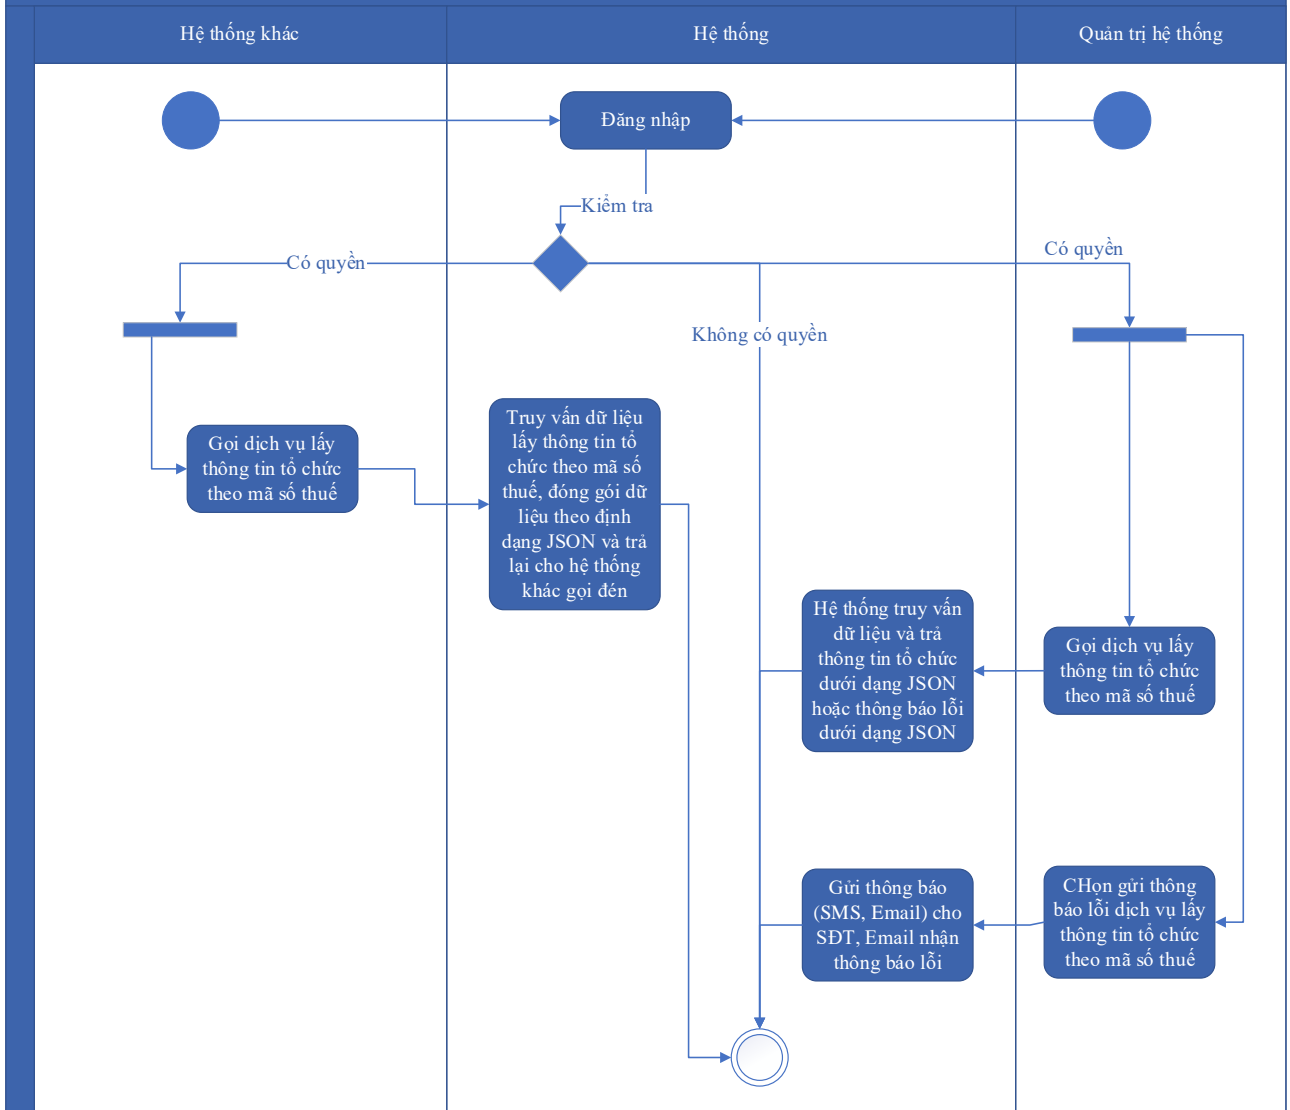 Hệ thống khác
Hệ thống
Quản trị hệ thống
Đăng nhập
Kiểm tra
Có quyền
Có quyền
Không có quyền
Gọi dịch vụ lấy
thông tin tổ chức
theo mã số thuế
Truy vấn dữ liệu
lấy thông tin tổ
chức theo mã số
thuế, đóng gói dữ
liệu theo định
dạng JSON và trả
lại cho hệ thống
khác gọi đén
Hệ thống truy vấn
dữ liệu và trả
thông tin tổ chức
dưới dạng JSON
hoặc thông báo lỗi
dưới dạng JSON
Gọi dịch vụ lấy
thông tin tổ chức
theo mã số thuế
Gửi thông báo
(SMS, Email) cho
SĐT, Email nhận
thông báo lỗi
CHọn gửi thông
báo lỗi dịch vụ lấy
thông tin tổ chức
theo mã số thuế